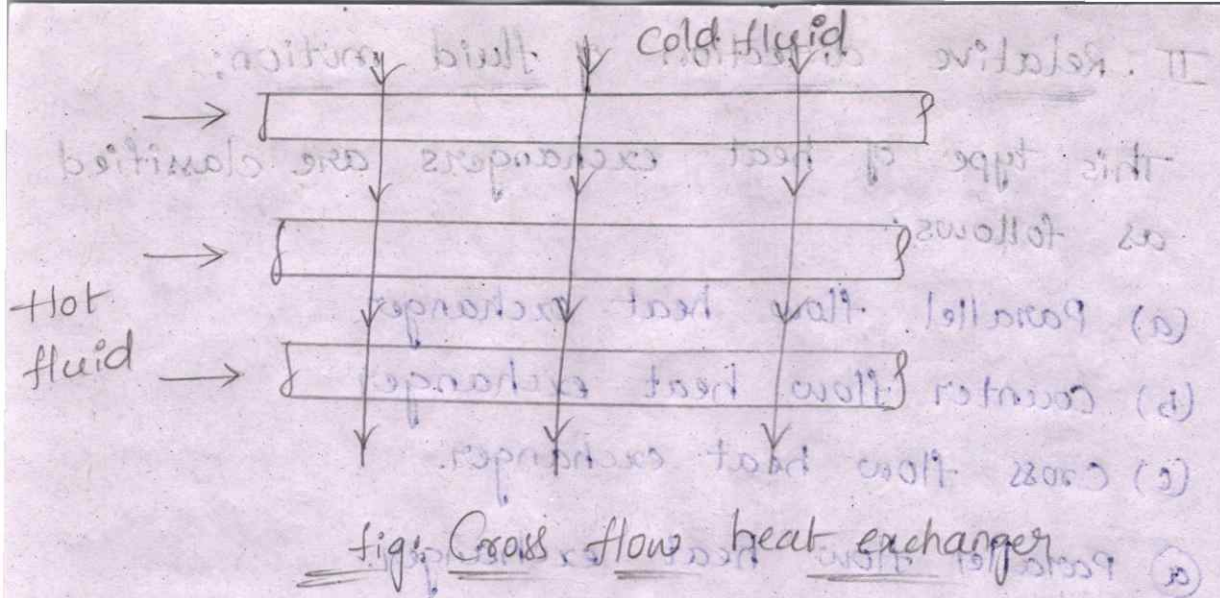 Cold fluid
II. Relative direction of fluid motion:
This type of heat exchangers are classified
as follows.
(a) Parallel flow heat exchanger
Hot
fluid
(b) Counter flow heat exchanger
(c) Cross flow heat exchanger.
fig: Cross flow heat exchanger
(a) Parallel flow heat exchanger